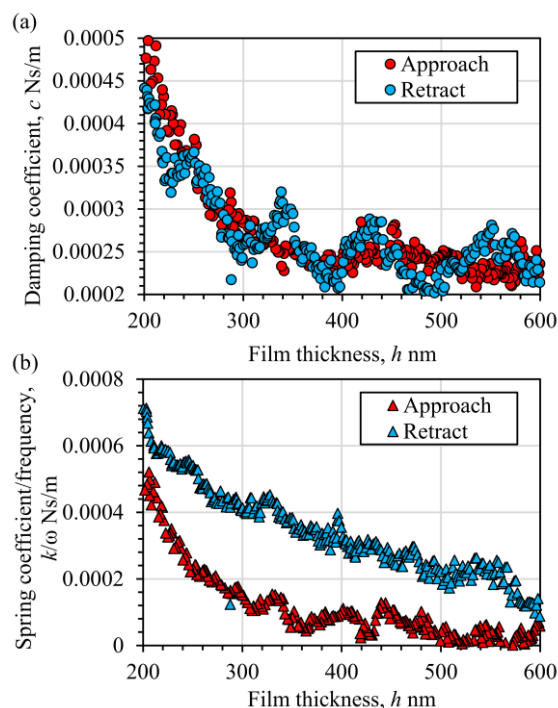 (a)
0.0005
0.00045
0.0004
0.00035
0.0003
0.00025
0.0002
Damping coefficient, c Ns/m
Approach
Retract
200 300 400 500 600
Film thickness, h nm
(b)
0.0008
0.0006
0.0004
0.0002
0
Spring coefficient/frequency,
k/ω Ns/m
Approach
Retract
200 300 400 500 600
Film thickness, h nm